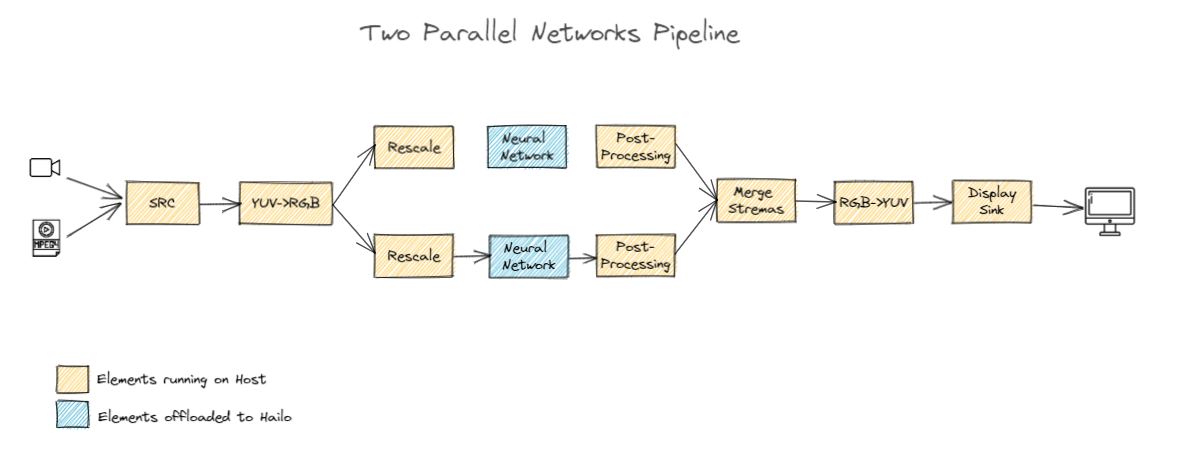 Two Parallel Networks Pipeline
Rescale
Neural
Network
Post-
Processing
MPEG4
SRC
YUV->RGB
Merge
Stremas
RGB->YUV
Display
Sink
Rescale
Neural
Network
Post-
Processing
Elements running on Host
Elements offloaded to Hailo